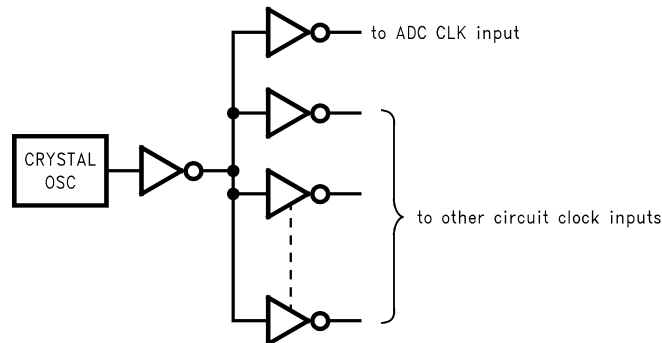 to ADC CLK input
CRYSTAL
OSC
to other circuit clock inputs